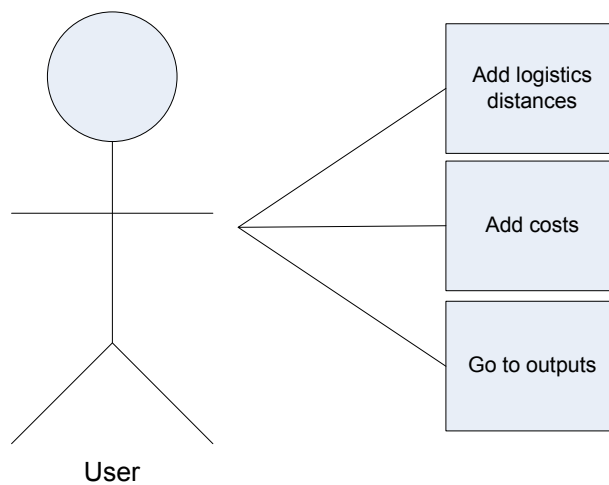 Add logistics
distances
Add costs
Go to outputs
User